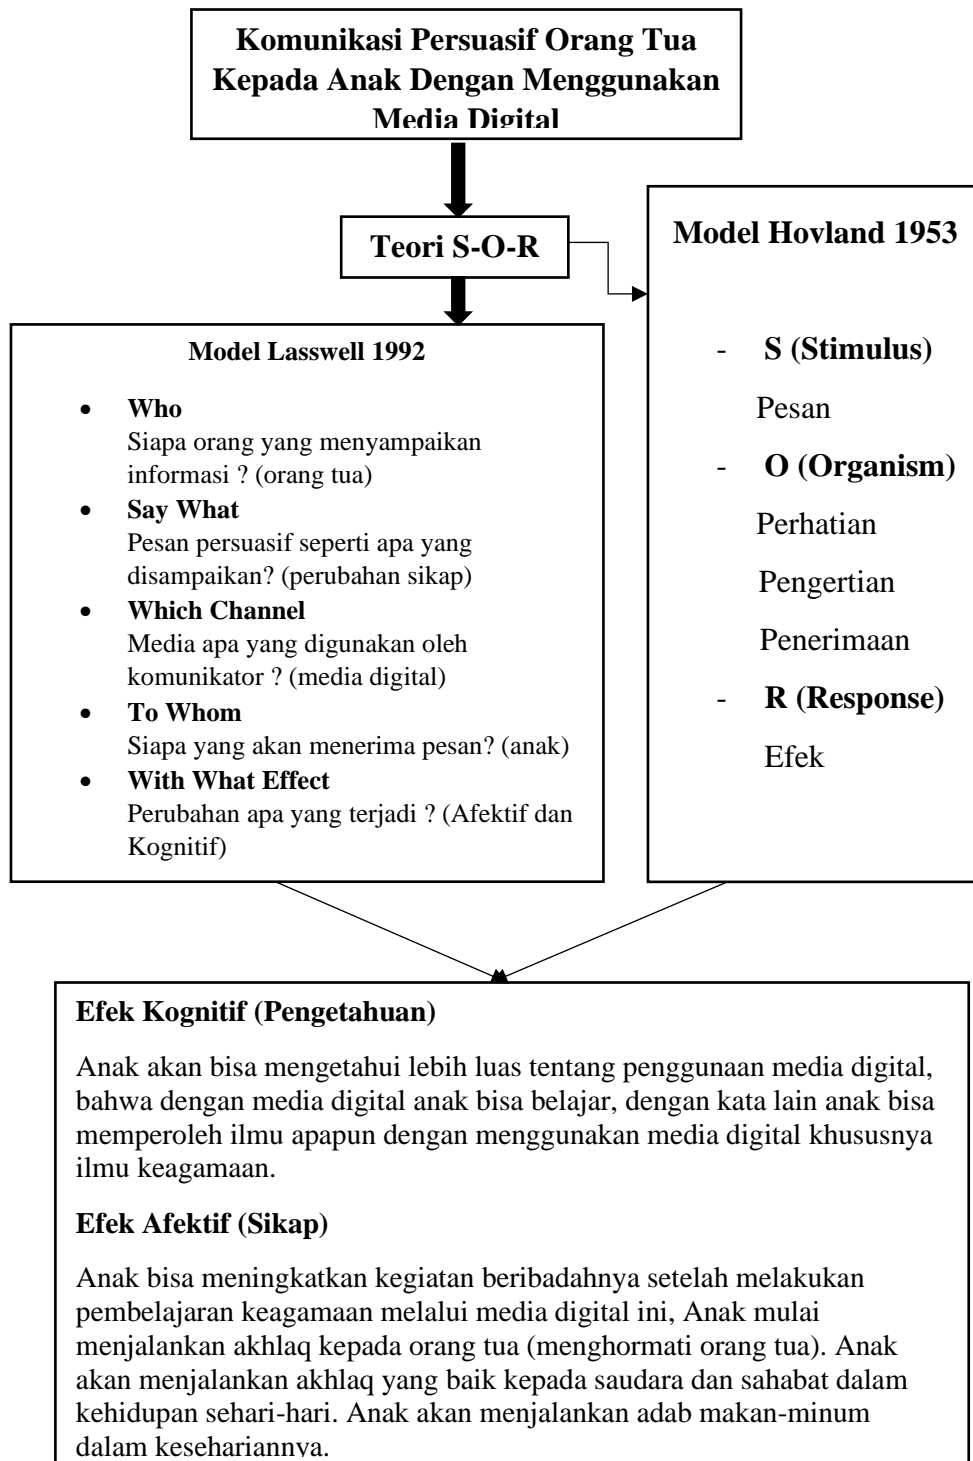 Komunikasi Persuasif Orang Tua
Kepada Anak Dengan Menggunakan
Media Digital
Teori S-O-R
Model Lasswell 1992
• Who
Siapa orang yang menyampaikan
informasi ? (orang tua)
• Say What
Pesan persuasif seperti apa yang
disampaikan? (perubahan sikap)
• Which Channel
Media apa yang digunakan oleh
komunikator ? (media digital)
• To Whom
Siapa yang akan menerima pesan? (anak)
• With What Effect
Perubahan apa yang terjadi ? (Afektif dan
Kognitif)
Model Hovland 1953
- S (Stimulus)
Pesan
- O (Organism)
Perhatian
Pengertian
Penerimaan
- R (Response)
Efek
Efek Kognitif (Pengetahuan)
Anak akan bisa mengetahui lebih luas tentang penggunaan media digital,
bahwa dengan media digital anak bisa belajar, dengan kata lain anak bisa
memperoleh ilmu apapun dengan menggunakan media digital khususnya
ilmu keagamaan.
Efek Afektif (Sikap)
Anak bisa meningkatkan kegiatan beribadahnya setelah melakukan
pembelajaran keagamaan melalui media digital ini, Anak mulai
menjalankan akhlaq kepada orang tua (menghormati orang tua). Anak
akan menjalankan akhlaq yang baik kepada saudara dan sahabat dalam
kehidupan sehari-hari. Anak akan menjalankan adab makan-minum
dalam kesehariannya.